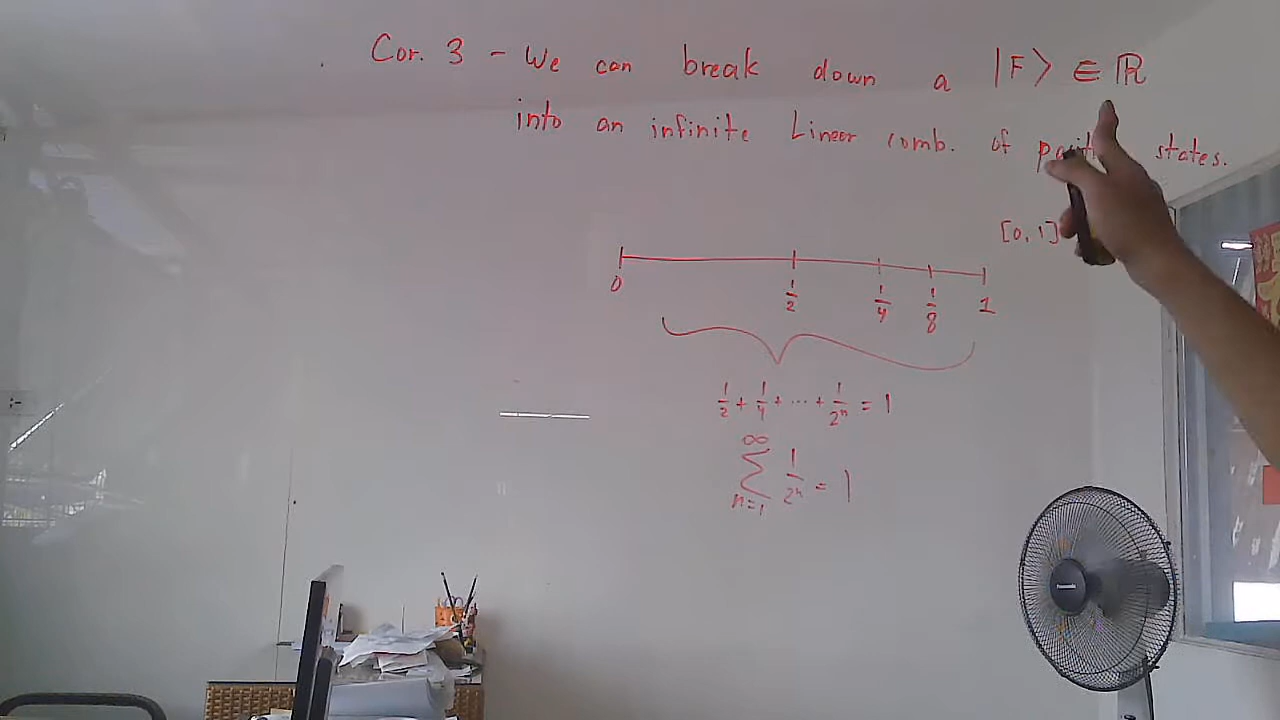 Cor. 3 - We can break down a |F⟩ ∈ ℝ
into an infinite Linear comb. of states.
[0, 1]
0 1/2 1/4 1/8 1
1/2 + 1/4 + ... + 1/2ⁿ = 1
∞
∑ 1/2ⁿ = 1
n=1
Panasonic